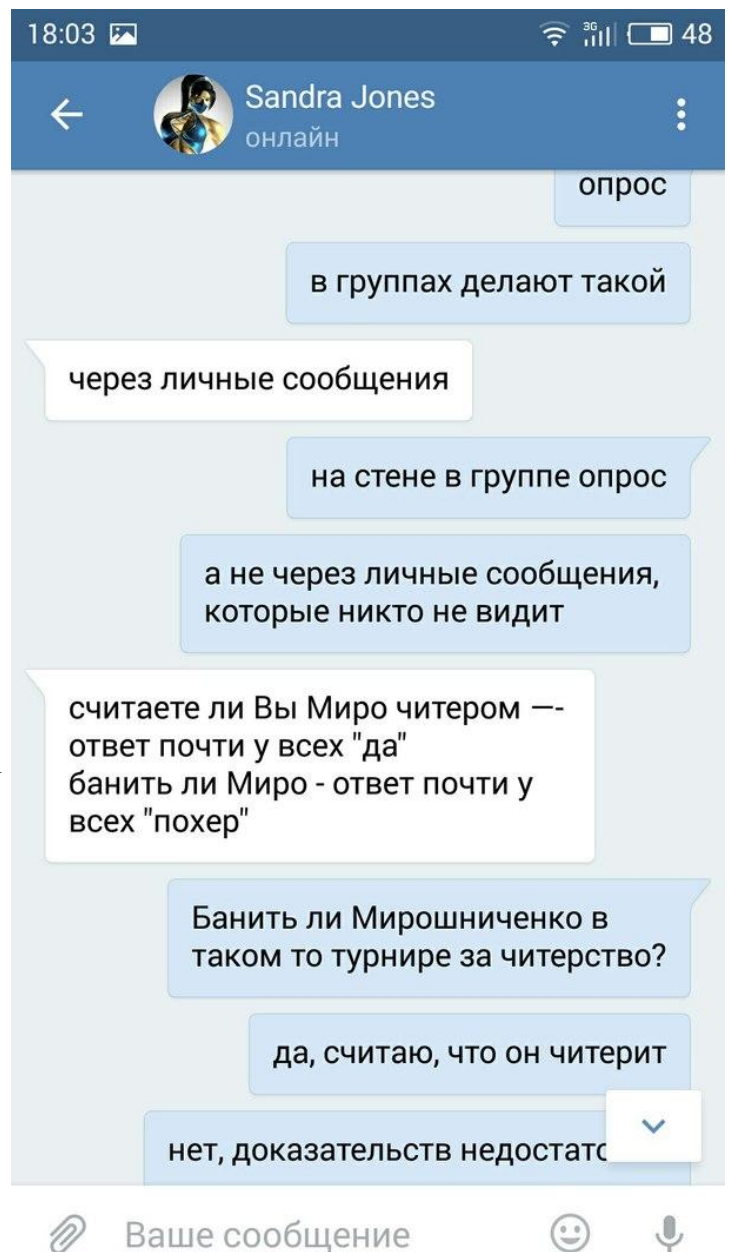 18:03 3G 48
Sandra Jones
онлайн
опрос
в группах делают такой
через личные сообщения
на стене в группе опрос
а не через личные сообщения,
которые никто не видит
считаете ли Вы Миро читером —-
ответ почти у всех "да"
банить ли Миро - ответ почти у
всех "похер"
Банить ли Мирошниченко в
таком то турнире за читерство?
да, считаю, что он читерит
нет, доказательств недостато
Ваше сообщение